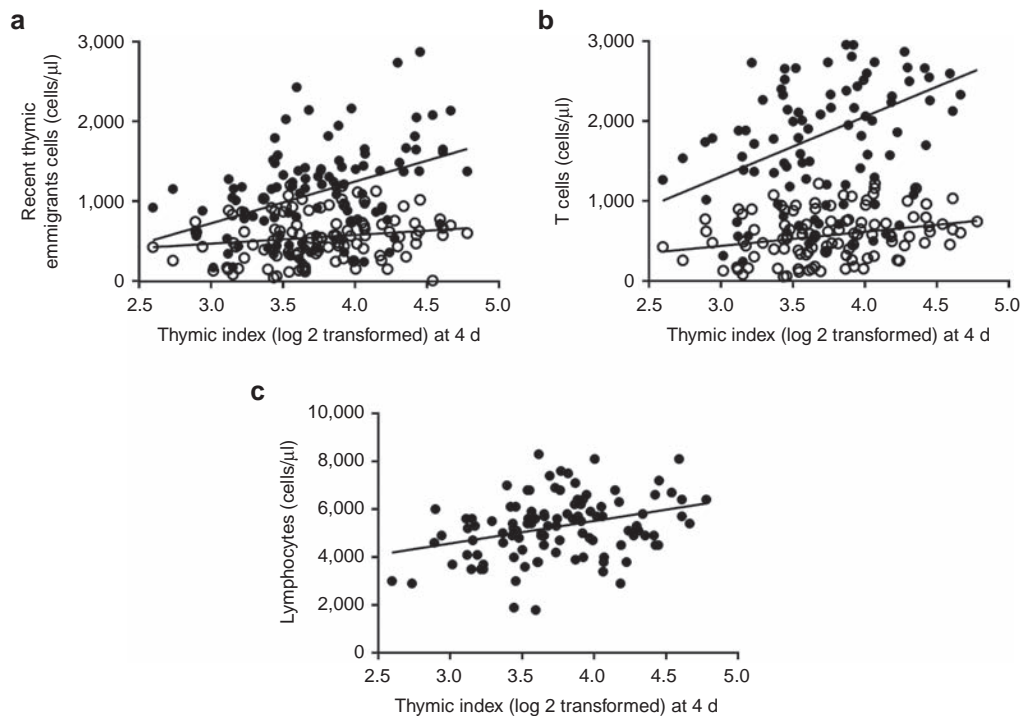 a
3,000
2,000
1,000
0
Recent thymic
emmigrants cells (cells/µl)
2.5 3.0 3.5 4.0 4.5 5.0
Thymic index (log 2 transformed) at 4 d
b
3,000
2,000
1,000
0
T cells (cells/µl)
2.5 3.0 3.5 4.0 4.5 5.0
Thymic index (log 2 transformed) at 4 d
c
10,000
8,000
6,000
4,000
2,000
0
Lymphocytes (cells/µl)
2.5 3.0 3.5 4.0 4.5 5.0
Thymic index (log 2 transformed) at 4 d